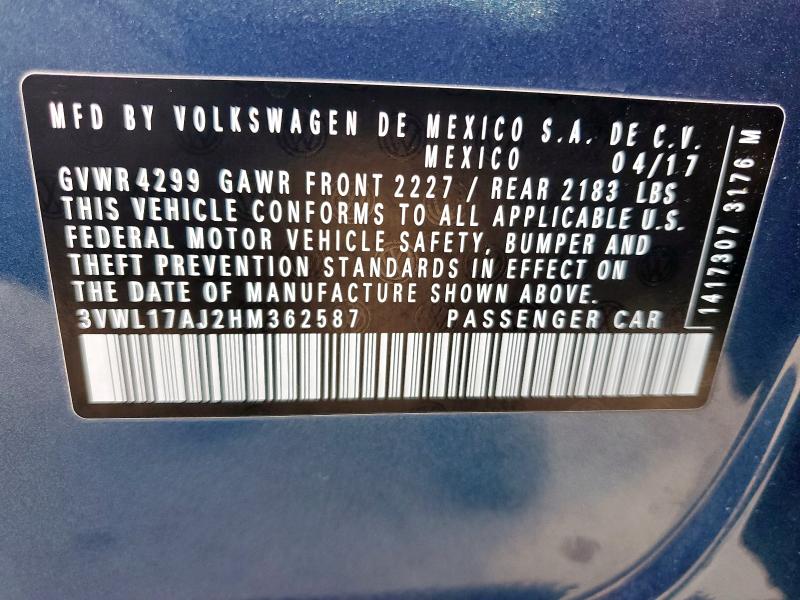 MFD BY VOLKSWAGEN DE MEXICO S.A. DE C.V.
MEXICO 04/17
GVWR 4299 GAWR FRONT 2227 / REAR 2183 LBS
THIS VEHICLE CONFORMS TO ALL APPLICABLE U.S.
FEDERAL MOTOR VEHICLE SAFETY, BUMPER AND
THEFT PREVENTION STANDARDS IN EFFECT ON
THE DATE OF MANUFACTURE SHOWN ABOVE.
3VWL17AJ2HM362587 PASSENGER CAR
1417307 3176 M